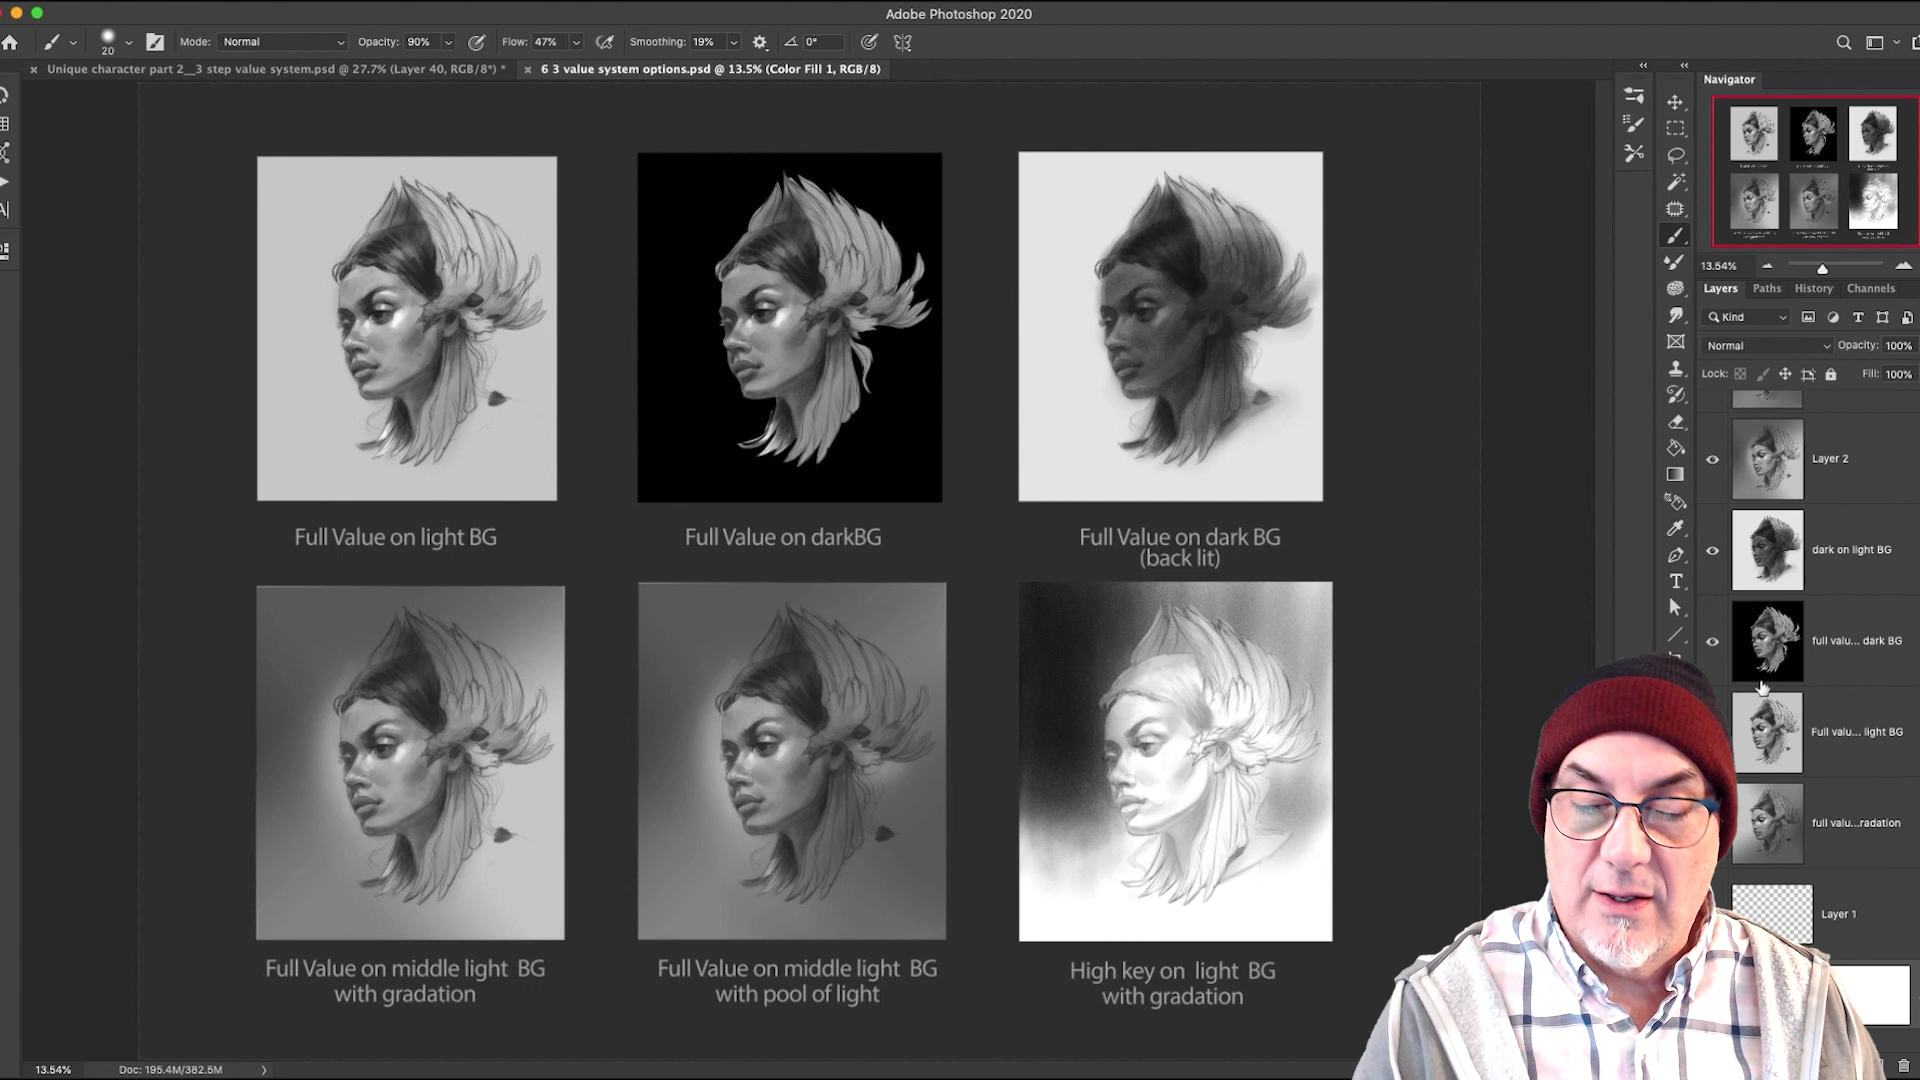 Adobe Photoshop 2020
20
Mode: Normal
Opacity: 90%
Flow: 47%
Smoothing: 19%
0°
× Unique character part 2__3 step value system.psd @ 27.7% (Layer 40, RGB/8*) *
× 6 3 value system options.psd @ 13.5% (Color Fill 1, RGB/8)
Navigator
13.54%
Layers Paths History Channels
Kind
Normal Opacity: 100%
Lock: Fill: 100%
Layer 2
dark on light BG
full valu... dark BG
Full valu... light BG
full valu...radation
Layer 1
Full Value on light BG
Full Value on darkBG
Full Value on dark BG
(back lit)
Full Value on middle light BG
with gradation
Full Value on middle light BG
with pool of light
High key on light BG
with gradation
13.54% Doc: 195.4M/382.5M